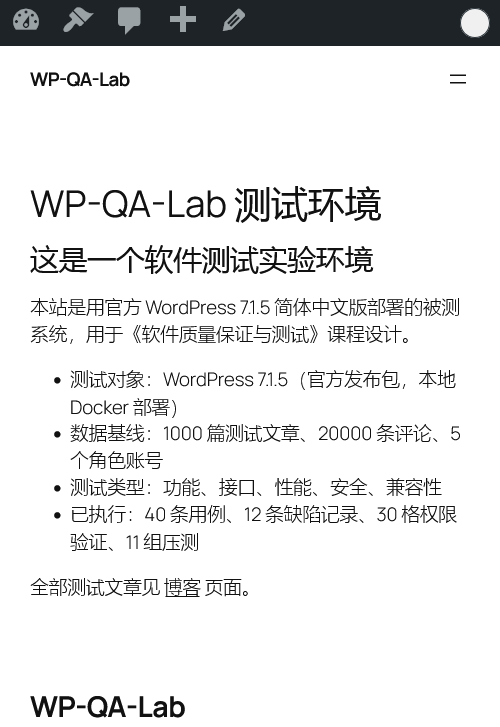 WP-QA-Lab
WP-QA-Lab 测试环境
这是一个软件测试实验环境
本站是用官方 WordPress 7.1.5 简体中文版部署的被测
系统，用于《软件质量保证与测试》课程设计。
测试对象：WordPress 7.1.5（官方发布包，本地
Docker 部署）
数据基线：1000 篇测试文章、20000 条评论、5
个角色账号
测试类型：功能、接口、性能、安全、兼容性
已执行：40 条用例、12 条缺陷记录、30 格权限
验证、11 组压测
全部测试文章见 博客 页面。
WP-QA-Lab